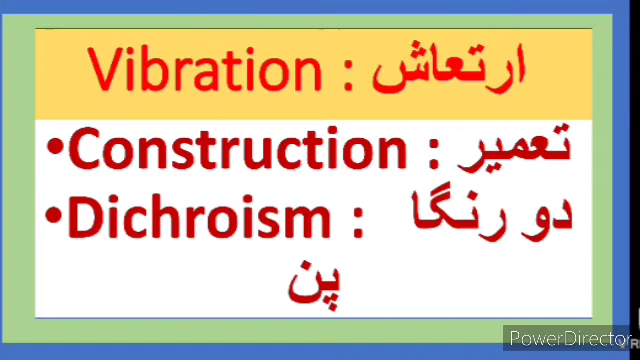 Vibration : ارتعاش
•Construction : تعمیر
•Dichroism : دو رنگا
پن
PowerDirector